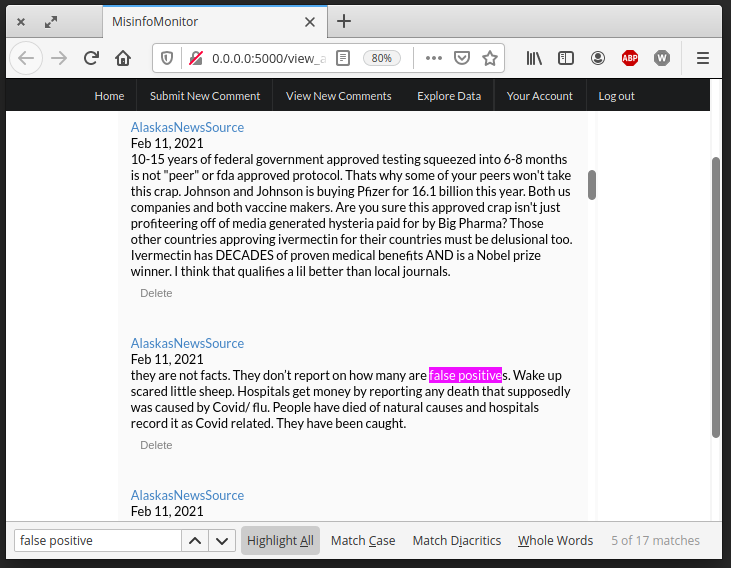 MisinfoMonitor
0.0.0.0:5000/view_a
80%
ABP
W
Home
Submit New Comment
View New Comments
Explore Data
Your Account
Log out
AlaskasNewsSource
Feb 11, 2021
10-15 years of federal government approved testing squeezed into 6-8 months
is not "peer" or fda approved protocol. Thats why some of your peers won't take
this crap. Johnson and Johnson is buying Pfizer for 16.1 billion this year. Both us
companies and both vaccine makers. Are you sure this approved crap isn't just
profiteering off of media generated hysteria paid for by Big Pharma? Those
other countries approving ivermectin for their countries must be delusional too.
Ivermectin has DECADES of proven medical benefits AND is a Nobel prize
winner. I think that qualifies a lil better than local journals.
Delete
AlaskasNewsSource
Feb 11, 2021
they are not facts. They don't report on how many are false positives. Wake up
scared little sheep. Hospitals get money by reporting any death that supposedly
was caused by Covid/ flu. People have died of natural causes and hospitals
record it as Covid related. They have been caught.
Delete
AlaskasNewsSource
Feb 11, 2021
false positive
Highlight All
Match Case
Match Diacritics
Whole Words
5 of 17 matches